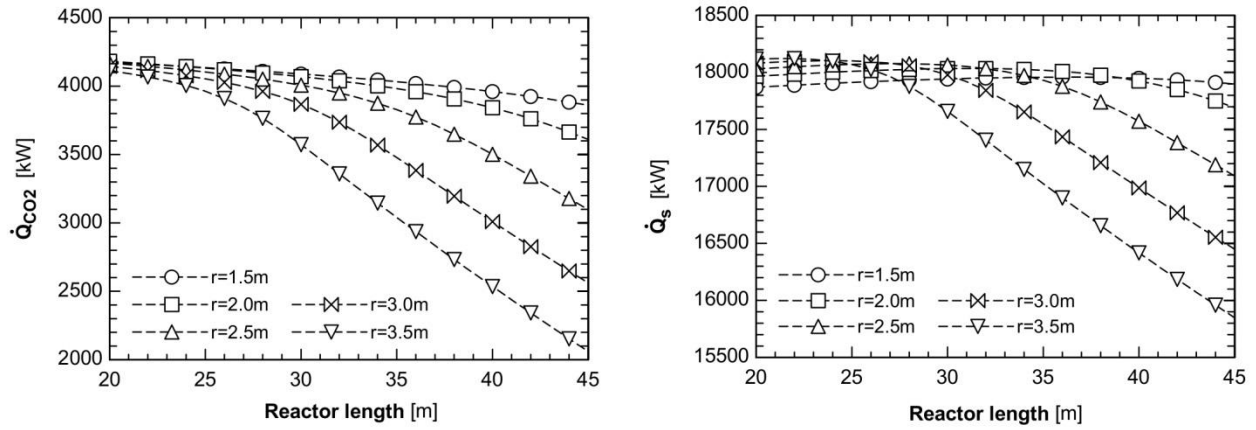 4500
4000
3500
3000
2500
2000
Q̇CO2 [kW]
r=1.5m
r=2.0m
r=2.5m
r=3.0m
r=3.5m
20 25 30 35 40 45
Reactor length [m]
18500
18000
17500
17000
16500
16000
15500
Q̇s [kW]
r=1.5m
r=2.0m
r=2.5m
r=3.0m
r=3.5m
20 25 30 35 40 45
Reactor length [m]